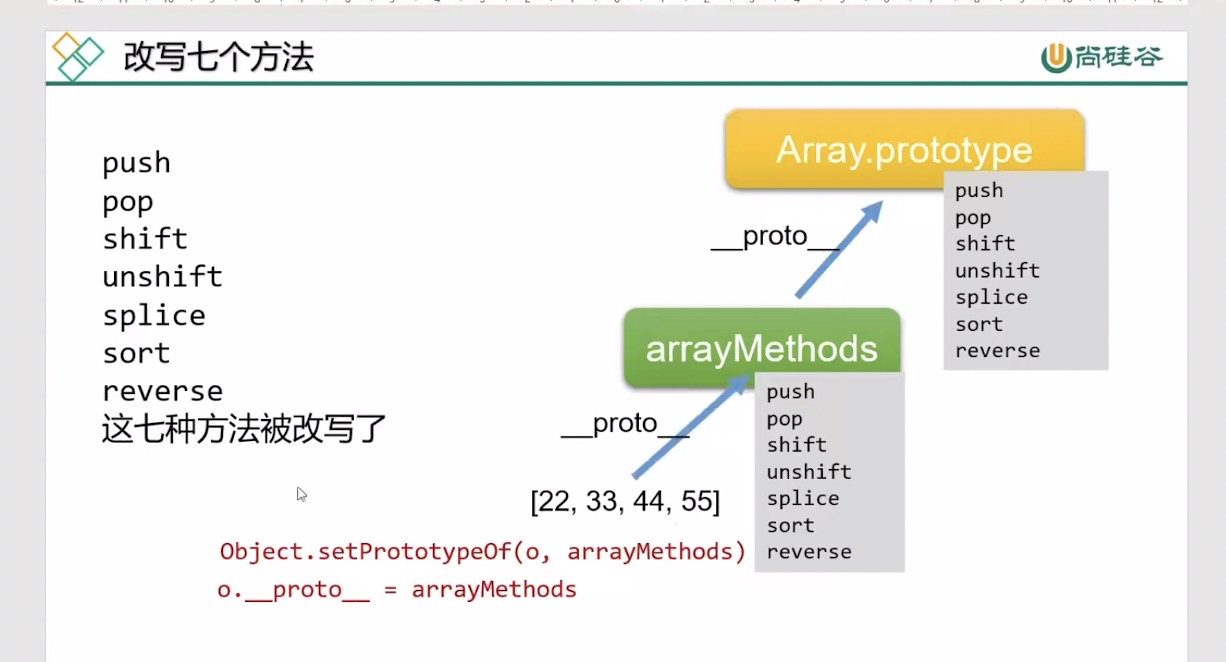 改写七个方法
尚硅谷
push
pop
shift
unshift
splice
sort
reverse
这七种方法被改写了
Array.prototype
push
pop
shift
unshift
splice
sort
reverse
__proto__
arrayMethods
push
pop
shift
unshift
splice
sort
reverse
__proto__
[22, 33, 44, 55]
Object.setPrototypeOf(o, arrayMethods)
o.__proto__ = arrayMethods